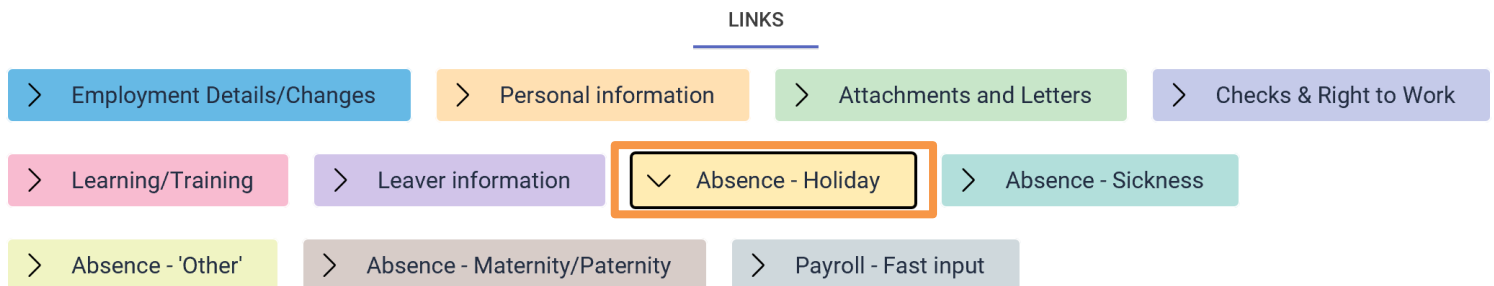 LINKS
Employment Details/Changes Personal information Attachments and Letters Checks & Right to Work
Learning/Training Leaver information Absence - Holiday Absence - Sickness
Absence - 'Other' Absence - Maternity/Paternity Payroll - Fast input